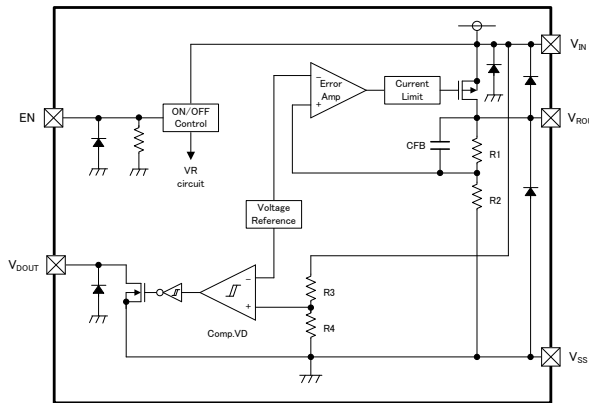 V_IN
Error
Amp
−
+
Current
Limit
EN
ON/OFF
Control
VR
circuit
CFB
R1
R2
Voltage
Reference
V_DOUT
−
+
Comp.VD
R3
R4
V_SS